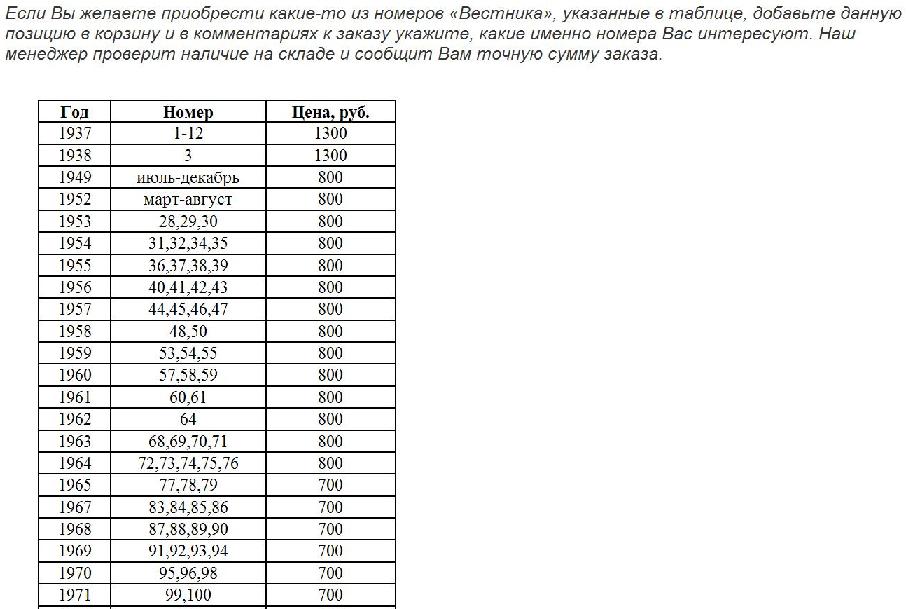 Если Вы желаете приобрести какие-то из номеров «Вестника», указанные в таблице, добавьте данную
позицию в корзину и в комментариях к заказу укажите, какие именно номера Вас интересуют. Наш
менеджер проверит наличие на складе и сообщит Вам точную сумму заказа.
Год Номер Цена, руб.
1937 1-12 1300
1938 3 1300
1949 июль-декабрь 800
1952 март-август 800
1953 28,29,30 800
1954 31,32,34,35 800
1955 36,37,38,39 800
1956 40,41,42,43 800
1957 44,45,46,47 800
1958 48,50 800
1959 53,54,55 800
1960 57,58,59 800
1961 60,61 800
1962 64 800
1963 68,69,70,71 800
1964 72,73,74,75,76 800
1965 77,78,79 700
1967 83,84,85,86 700
1968 87,88,89,90 700
1969 91,92,93,94 700
1970 95,96,98 700
1971 99,100 700